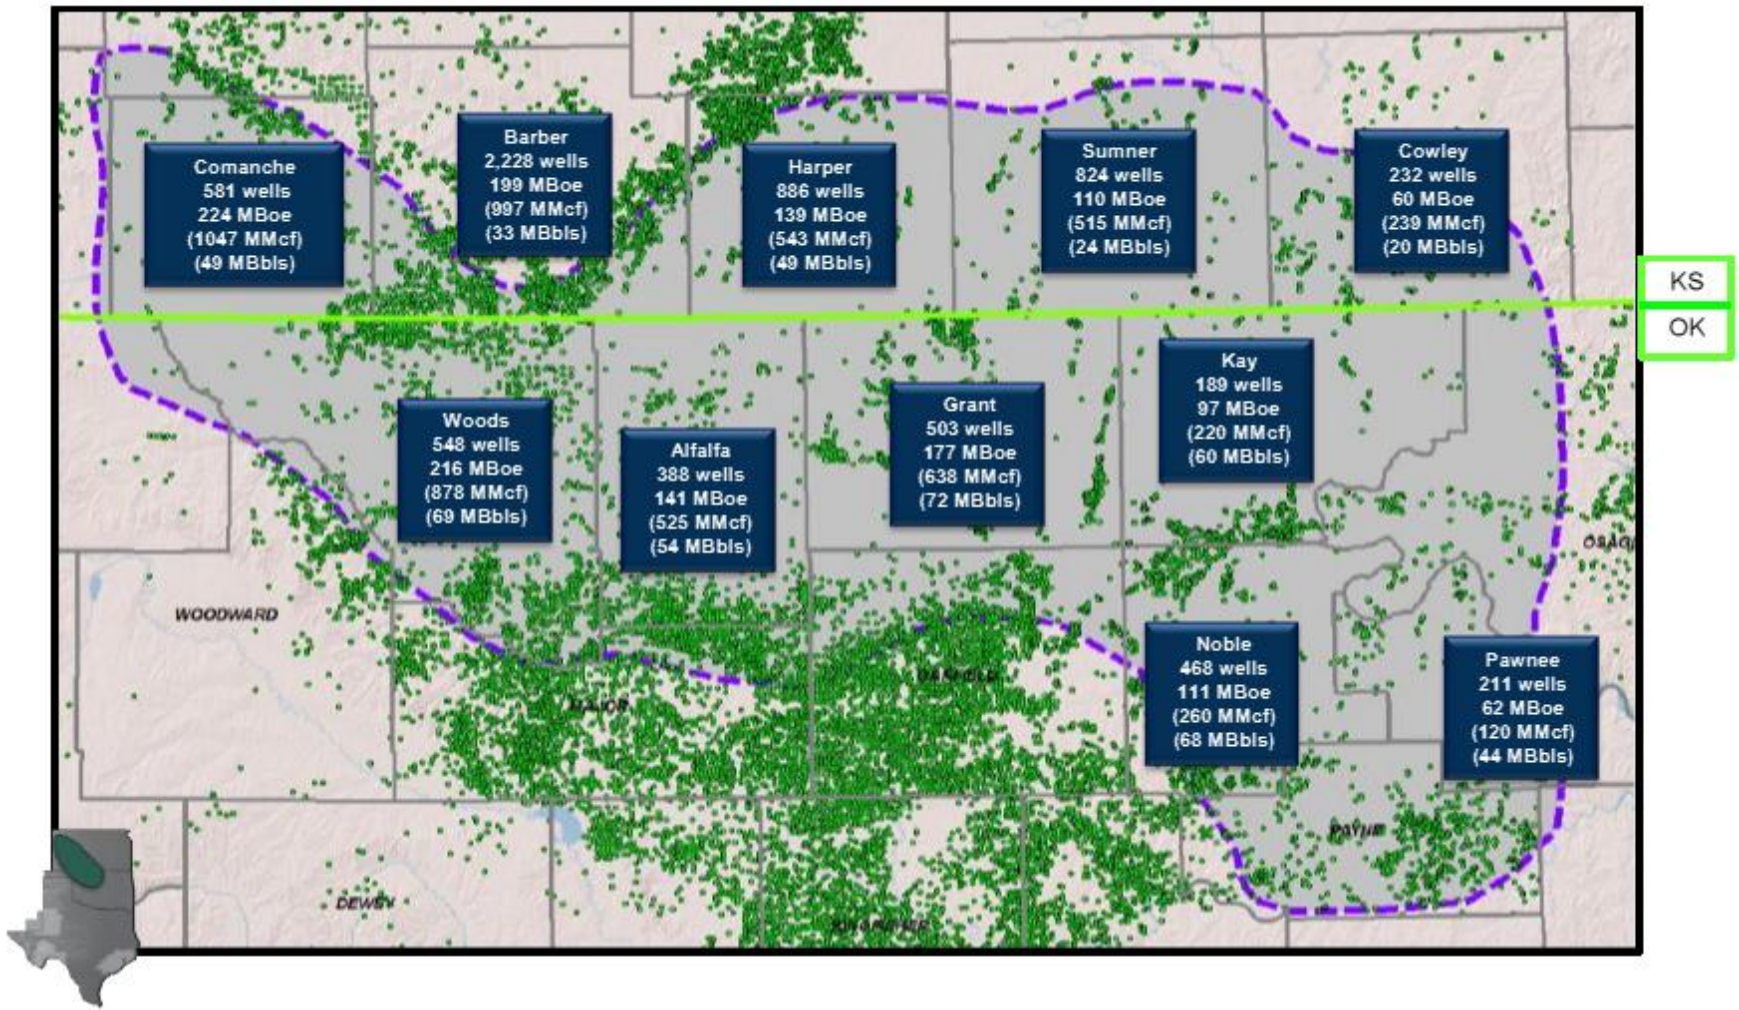 Comanche
581 wells
224 MBoe
(1047 MMcf)
(49 MBbls)
Barber
2,228 wells
199 MBoe
(997 MMcf)
(33 MBbls)
Harper
886 wells
139 MBoe
(543 MMcf)
(49 MBbls)
Sumner
824 wells
110 MBoe
(515 MMcf)
(24 MBbls)
Cowley
232 wells
60 MBoe
(239 MMcf)
(20 MBbls)
KS
OK
Woods
548 wells
216 MBoe
(878 MMcf)
(69 MBbls)
Alfalfa
388 wells
141 MBoe
(525 MMcf)
(54 MBbls)
Grant
503 wells
177 MBoe
(638 MMcf)
(72 MBbls)
Kay
189 wells
97 MBoe
(220 MMcf)
(60 MBbls)
WOODWARD
Noble
468 wells
111 MBoe
(260 MMcf)
(68 MBbls)
Pawnee
211 wells
62 MBoe
(120 MMcf)
(44 MBbls)
MAJOR
PAYNE
DEWEY